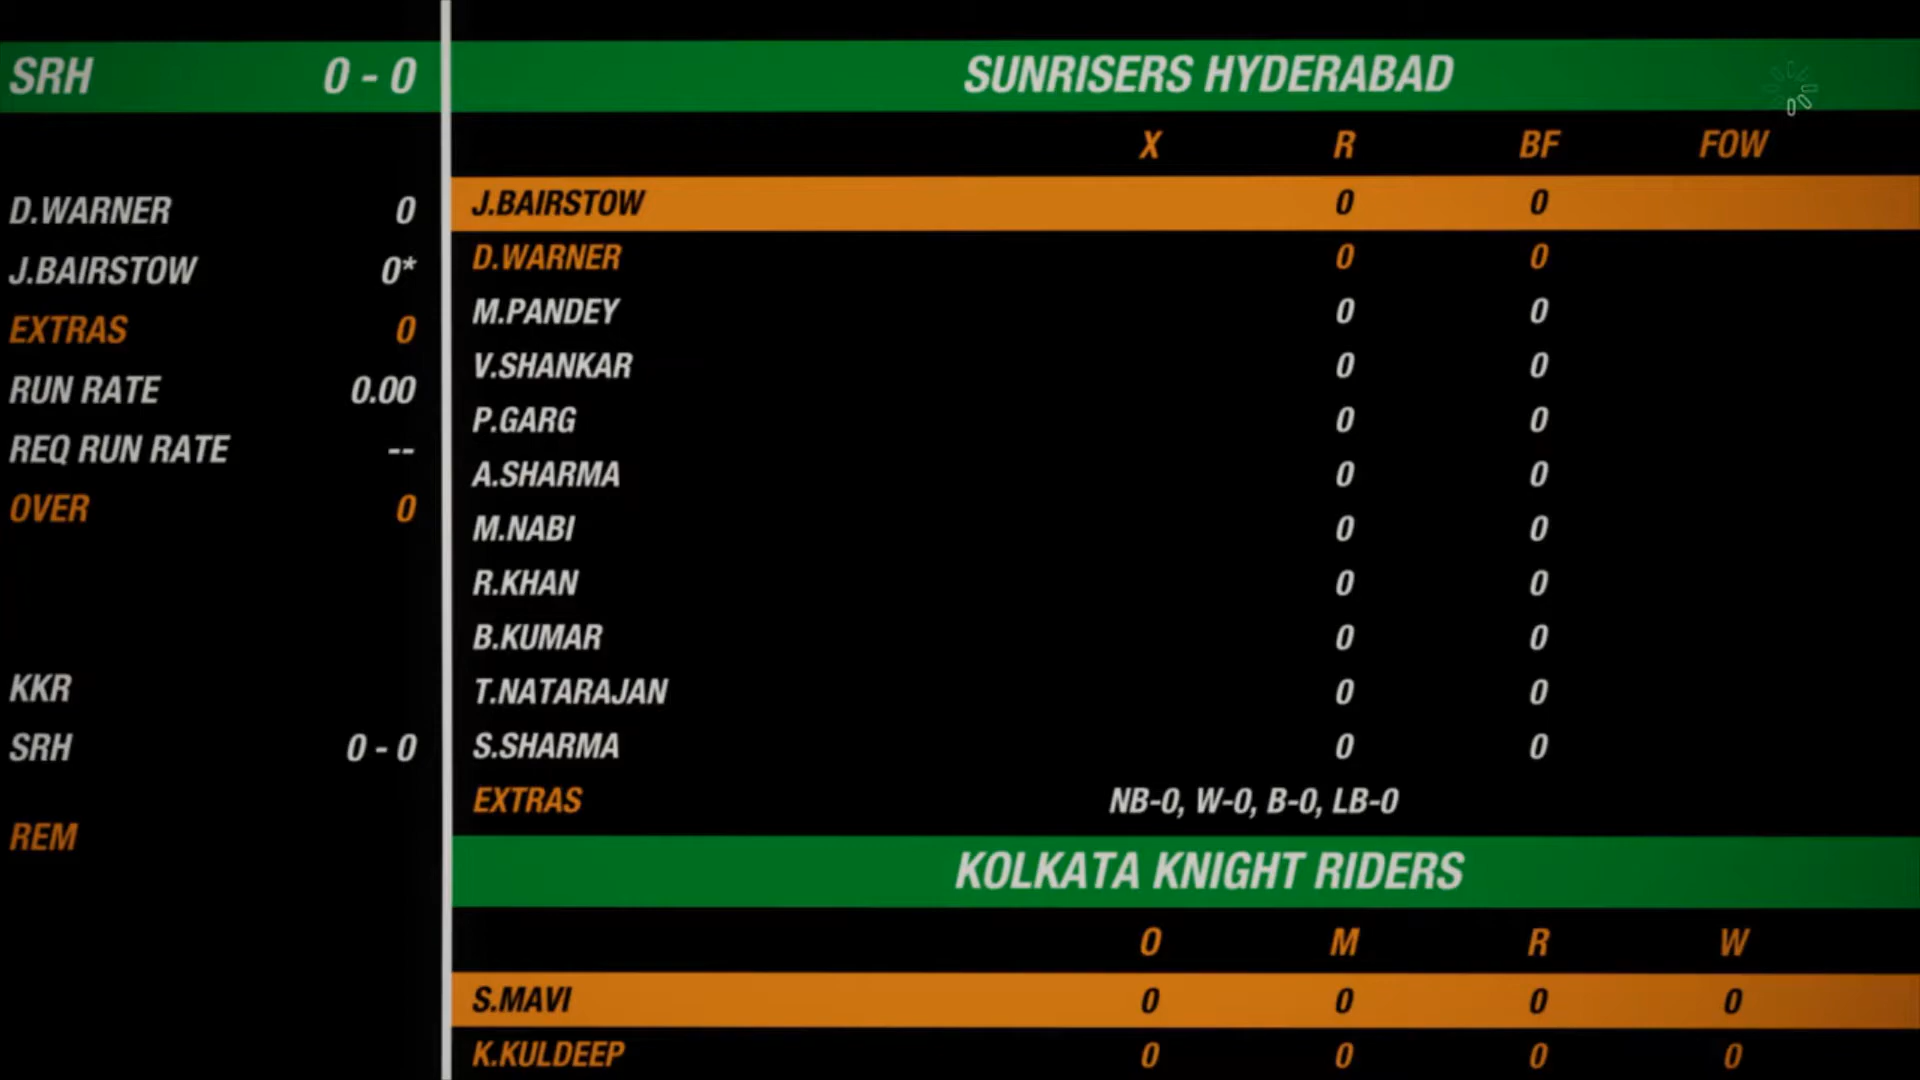 SRH 0 - 0
D.WARNER 0
J.BAIRSTOW 0*
EXTRAS 0
RUN RATE 0.00
REQ RUN RATE --
OVER 0
KKR
SRH 0 - 0
REM
SUNRISERS HYDERABAD
X R BF FOW
J.BAIRSTOW 0 0
D.WARNER 0 0
M.PANDEY 0 0
V.SHANKAR 0 0
P.GARG 0 0
A.SHARMA 0 0
M.NABI 0 0
R.KHAN 0 0
B.KUMAR 0 0
T.NATARAJAN 0 0
S.SHARMA 0 0
EXTRAS NB-0, W-0, B-0, LB-0
KOLKATA KNIGHT RIDERS
O M R W
S.MAVI 0 0 0 0
K.KULDEEP 0 0 0 0